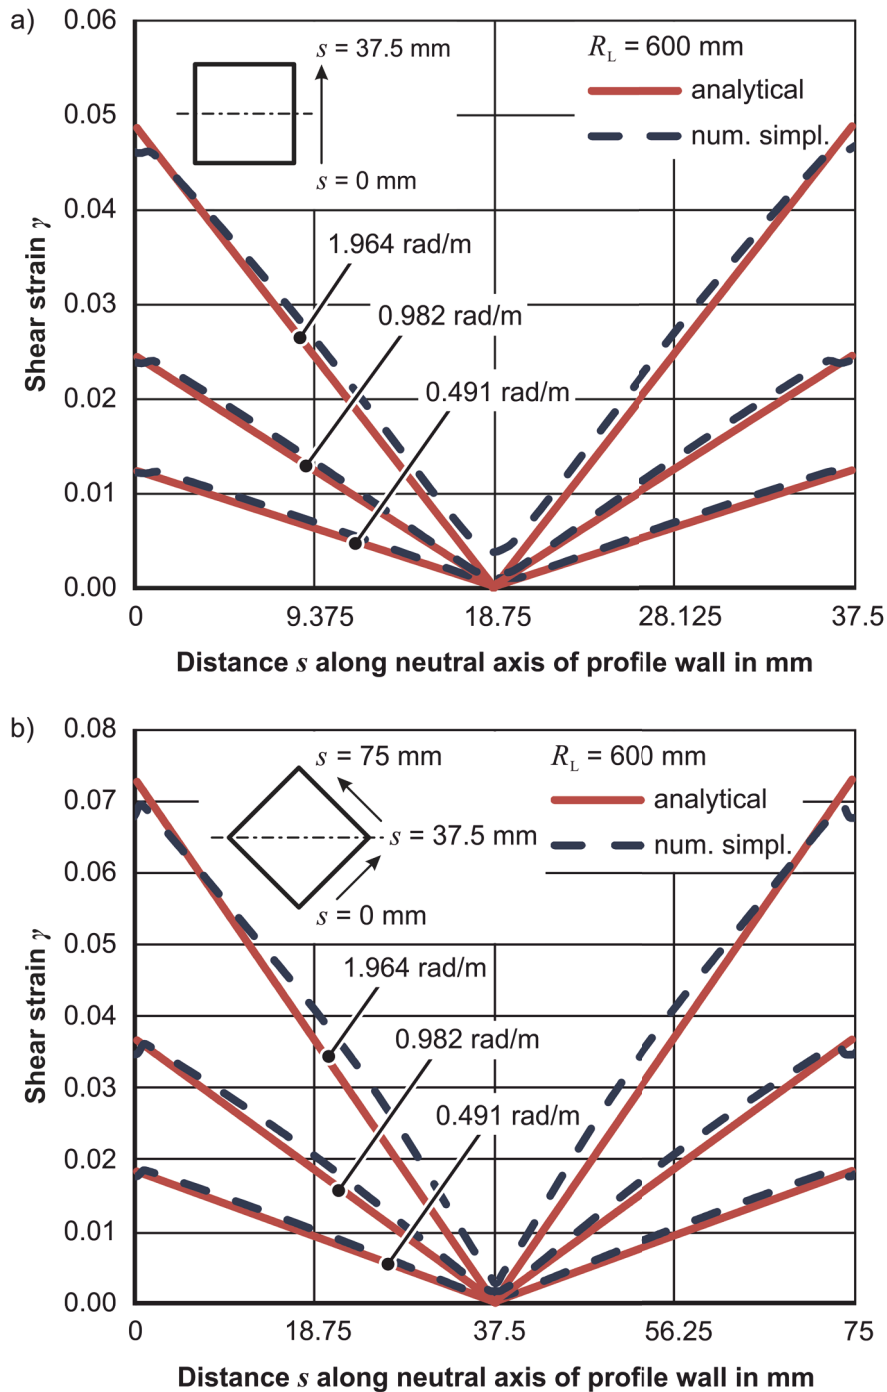 a)
0.06
0.05
0.04
0.03
0.02
0.01
0.00
Shear strain γ
s = 37.5 mm
s = 0 mm
R_L = 600 mm
analytical
num. simpl.
1.964 rad/m
0.982 rad/m
0.491 rad/m
0 9.375 18.75 28.125 37.5
Distance s along neutral axis of profile wall in mm
b)
0.08
0.07
0.06
0.05
0.04
0.03
0.02
0.01
0.00
Shear strain γ
s = 75 mm
s = 37.5 mm
s = 0 mm
R_L = 600 mm
analytical
num. simpl.
1.964 rad/m
0.982 rad/m
0.491 rad/m
0 18.75 37.5 56.25 75
Distance s along neutral axis of profile wall in mm